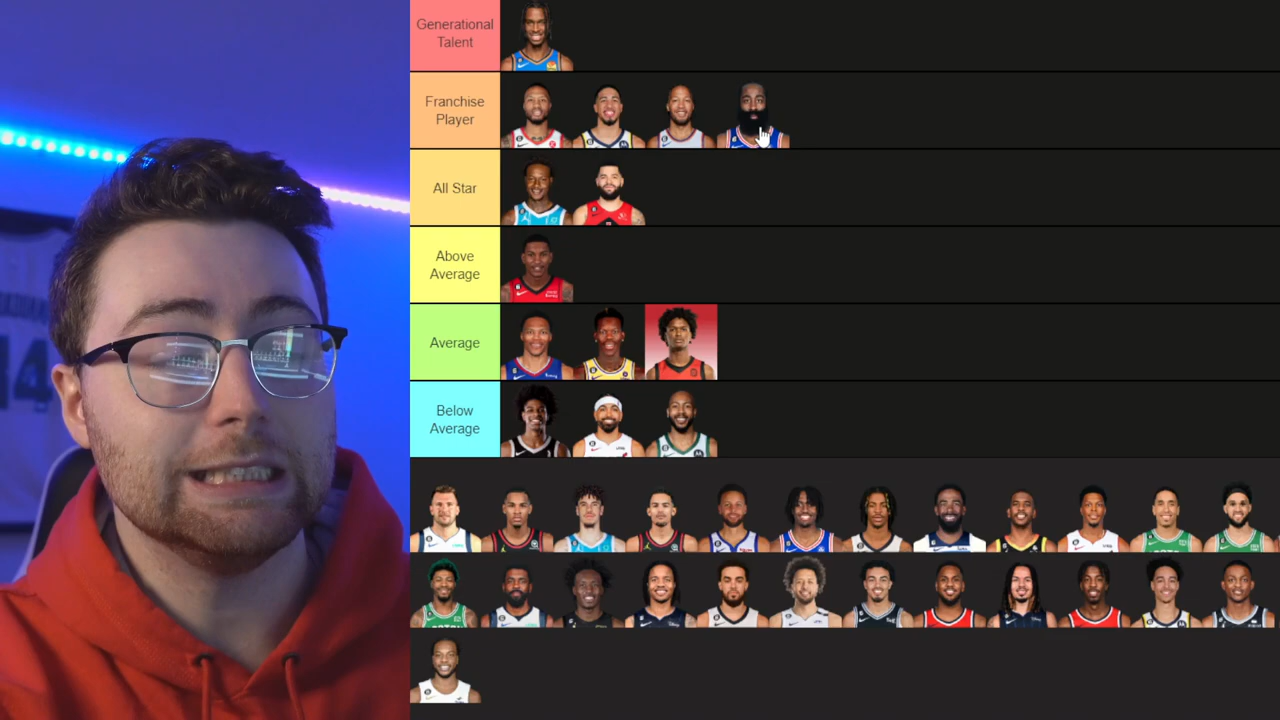 Generational
Talent
Franchise
Player
All Star
Above
Average
Average
Below
Average